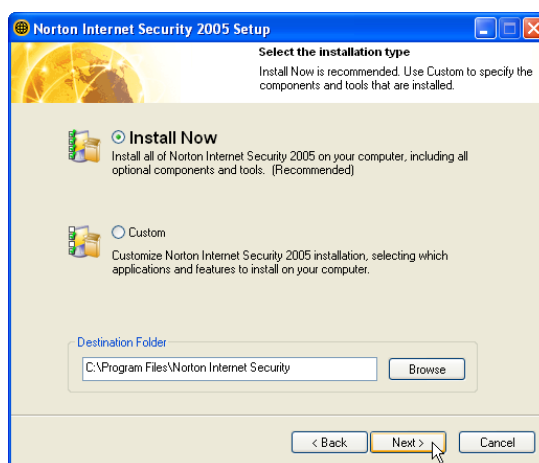 Norton Internet Security 2005 Setup
Select the installation type
Install Now is recommended. Use Custom to specify the
components and tools that are installed.
Install Now
Install all of Norton Internet Security 2005 on your computer, including all
optional components and tools. (Recommended)
Custom
Customize Norton Internet Security 2005 installation, selecting which
applications and features to install on your computer.
Destination Folder
C:\Program Files\Norton Internet Security
Browse
< Back
Next >
Cancel